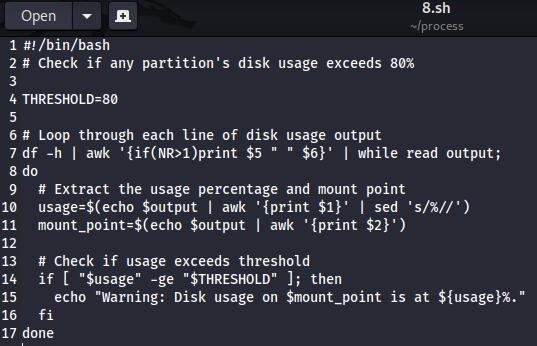 Open
8.sh
~/process
1 #!/bin/bash
2 # Check if any partition's disk usage exceeds 80%
3
4 THRESHOLD=80
5
6 # Loop through each line of disk usage output
7 df -h | awk '{if(NR>1)print $5 " " $6}' | while read output;
8 do
9   # Extract the usage percentage and mount point
10   usage=$(echo $output | awk '{print $1}' | sed 's/%//')
11   mount_point=$(echo $output | awk '{print $2}')
12
13   # Check if usage exceeds threshold
14   if [ "$usage" -ge "$THRESHOLD" ]; then
15     echo "Warning: Disk usage on $mount_point is at ${usage}%."
16   fi
17 done